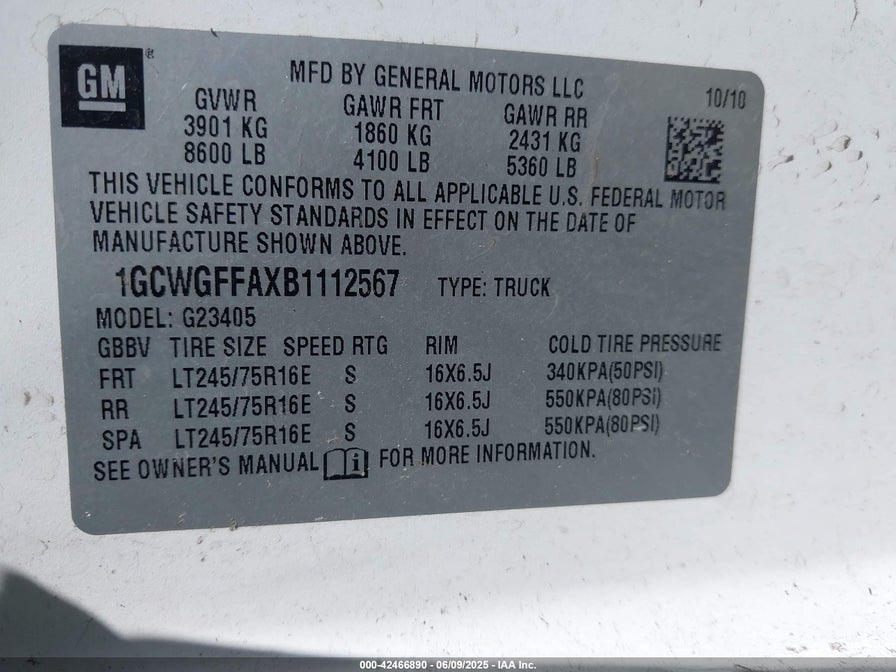 GM
®
MFD BY GENERAL MOTORS LLC
10/10
GVWR GAWR FRT GAWR RR
3901 KG 1860 KG 2431 KG
8600 LB 4100 LB 5360 LB
THIS VEHICLE CONFORMS TO ALL APPLICABLE U.S. FEDERAL MOTOR
VEHICLE SAFETY STANDARDS IN EFFECT ON THE DATE OF
MANUFACTURE SHOWN ABOVE.
1GCWGFFAXB1112567 TYPE: TRUCK
MODEL: G23405
GBBV TIRE SIZE SPEED RTG RIM COLD TIRE PRESSURE
FRT LT245/75R16E S 16X6.5J 340KPA(50PSI)
RR LT245/75R16E S 16X6.5J 550KPA(80PSI)
SPA LT245/75R16E S 16X6.5J 550KPA(80PSI)
SEE OWNER'S MANUAL i FOR MORE INFORMATION.
000-42466890 - 06/09/2025 - IAA Inc.